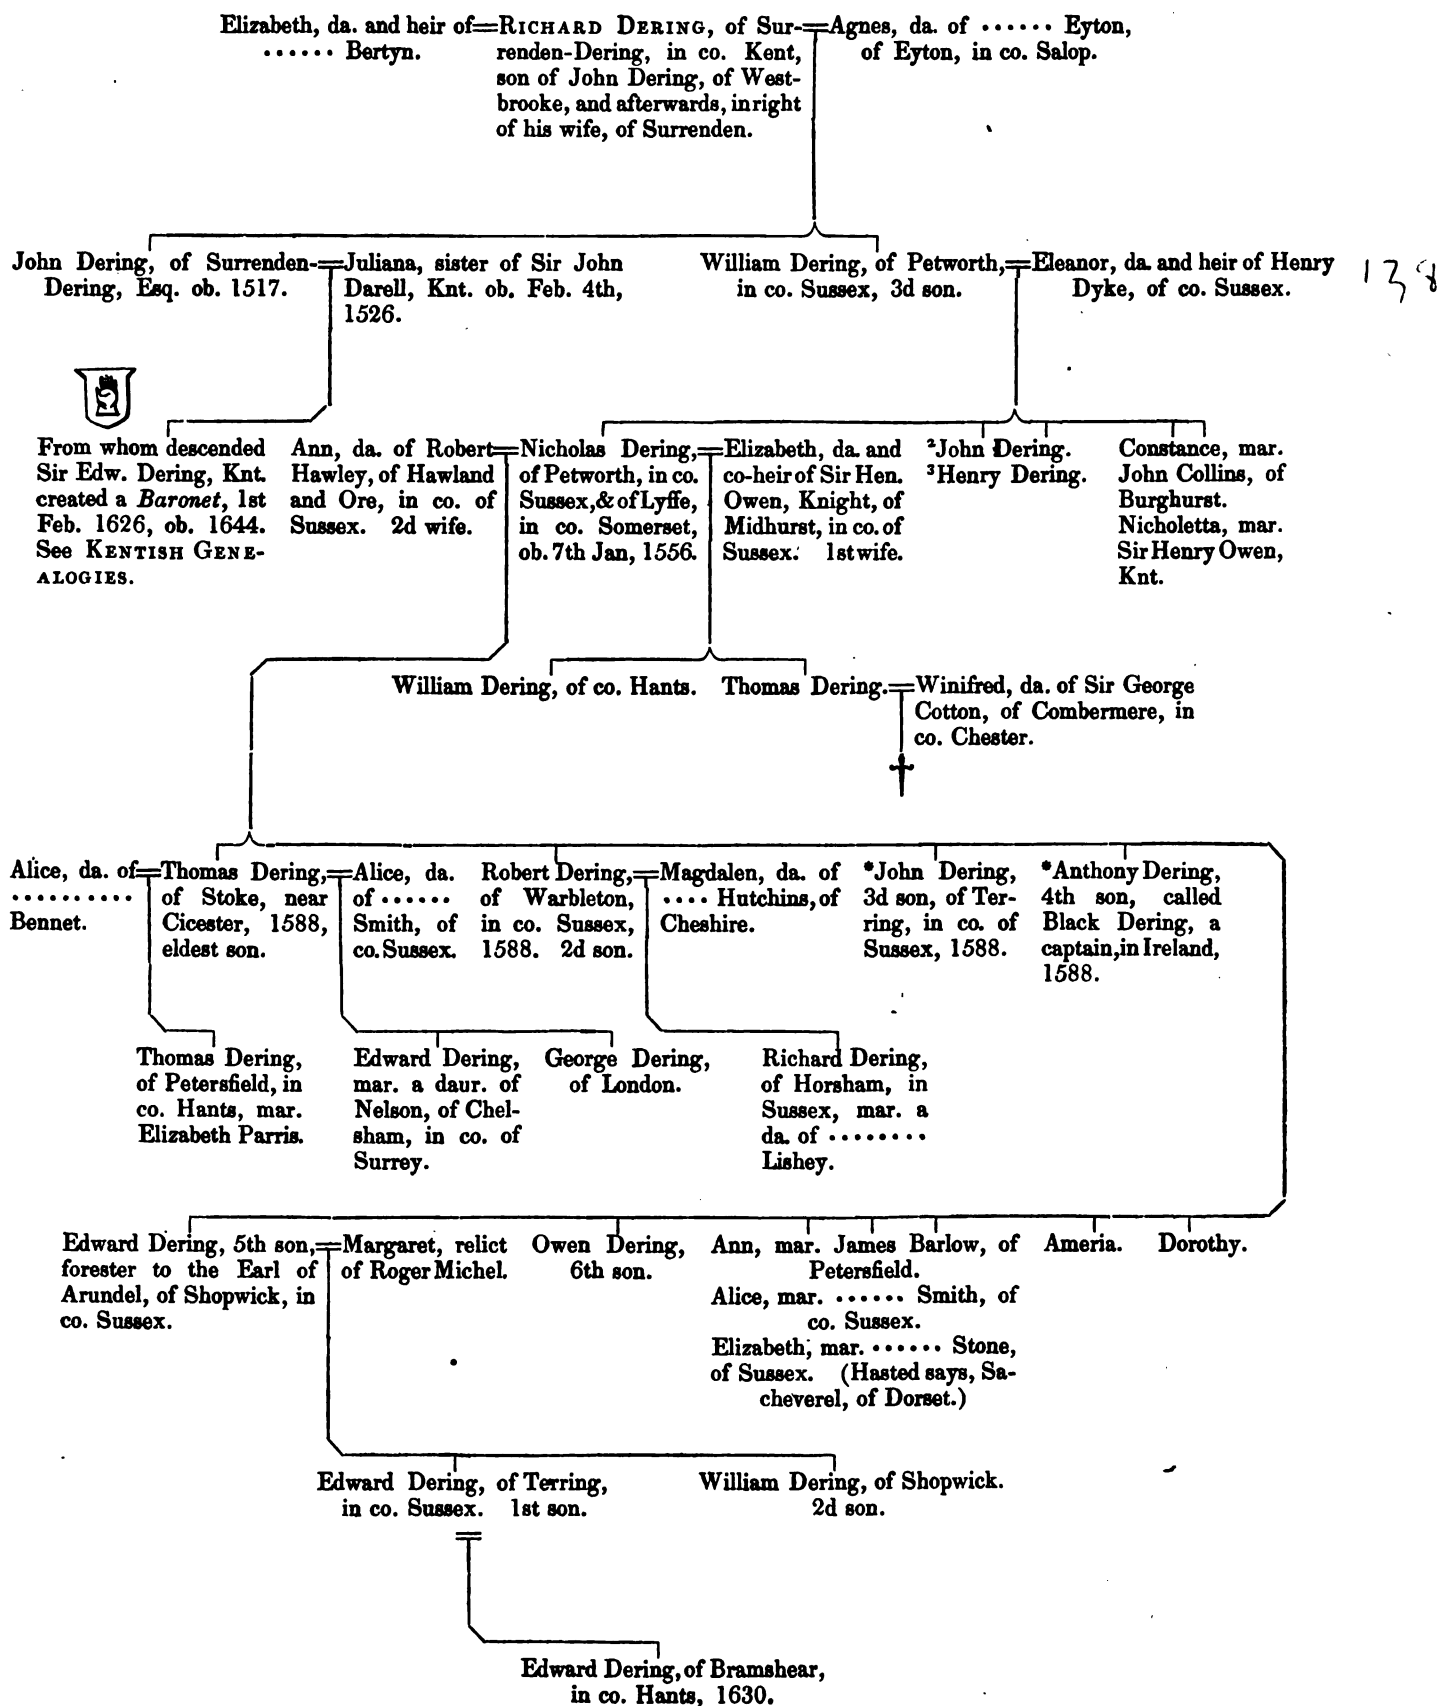 Elizabeth, da. and heir of
...... Bertyn.
RICHARD DERING, of Sur-
renden-Dering, in co. Kent,
son of John Dering, of West-
brooke, and afterwards, in right
of his wife, of Surrenden.
Agnes, da. of ...... Eyton,
of Eyton, in co. Salop.
John Dering, of Surrenden-
Dering, Esq. ob. 1517.
Juliana, sister of Sir John
Darell, Knt. ob. Feb. 4th,
1526.
William Dering, of Petworth,
in co. Sussex, 3d son.
Eleanor, da. and heir of Henry
Dyke, of co. Sussex.
138
From whom descended
Sir Edw. Dering, Knt.
created a Baronet, 1st
Feb. 1626, ob. 1644.
See KENTISH GENE-
ALOGIES.
Ann, da. of Robert
Hawley, of Hawland
and Ore, in co. of
Sussex. 2d wife.
Nicholas Dering,
of Petworth, in co.
Sussex, & of Lyffe,
in co. Somerset,
ob. 7th Jan, 1556.
Elizabeth, da. and
co-heir of Sir Hen.
Owen, Knight, of
Midhurst, in co. of
Sussex. 1st wife.
²John Dering.
³Henry Dering.
Constance, mar.
John Collins, of
Burghurst.
Nicholetta, mar.
Sir Henry Owen,
Knt.
William Dering, of co. Hants.
Thomas Dering.
Winifred, da. of Sir George
Cotton, of Combermere, in
co. Chester.
Alice, da. of
..........
Bennet.
Thomas Dering,
of Stoke, near
Cicester, 1588,
eldest son.
Alice, da.
of ......
Smith, of
co. Sussex.
Robert Dering,
of Warbleton,
in co. Sussex,
1588. 2d son.
Magdalen, da. of
.... Hutchins, of
Cheshire.
*John Dering,
3d son, of Ter-
ring, in co. of
Sussex, 1588.
*Anthony Dering,
4th son, called
Black Dering, a
captain, in Ireland,
1588.
Thomas Dering,
of Petersfield, in
co. Hants, mar.
Elizabeth Parris.
Edward Dering,
mar. a daur. of
Nelson, of Chel-
sham, in co. of
Surrey.
George Dering,
of London.
Richard Dering,
of Horsham, in
Sussex, mar. a
da. of ........
Lishey.
Edward Dering, 5th son,
forester to the Earl of
Arundel, of Shopwick, in
co. Sussex.
Margaret, relict
of Roger Michel.
Owen Dering,
6th son.
Ann, mar. James Barlow, of
Petersfield.
Alice, mar. ...... Smith, of
co. Sussex.
Elizabeth, mar. ...... Stone,
of Sussex. (Hasted says, Sa-
cheverel, of Dorset.)
Ameria.
Dorothy.
Edward Dering, of Terring,
in co. Sussex. 1st son.
William Dering, of Shopwick.
2d son.
Edward Dering, of Bramshear,
in co. Hants, 1630.